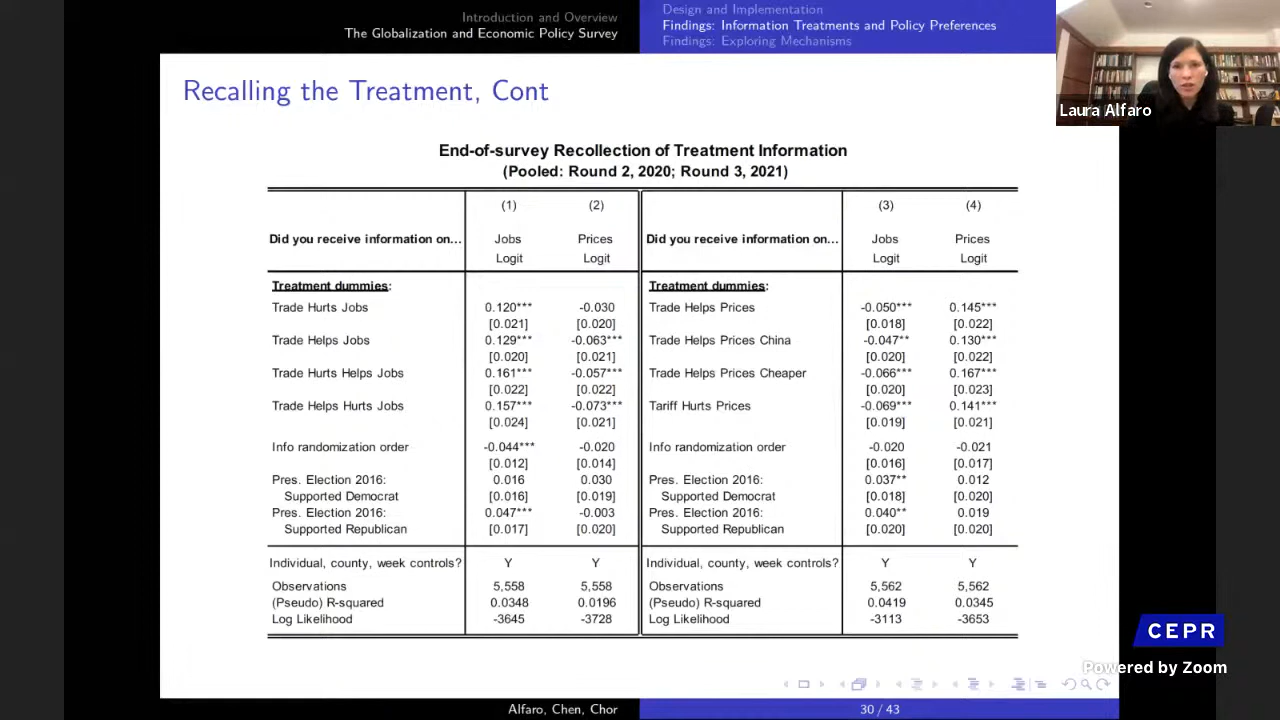 Introduction and Overview
The Globalization and Economic Policy Survey
Design and Implementation
Findings: Information Treatments and Policy Preferences
Findings: Exploring Mechanisms
Laura Alfaro
Recalling the Treatment, Cont
End-of-survey Recollection of Treatment Information
(Pooled: Round 2, 2020; Round 3, 2021)
(1) (2) (3) (4)
Did you receive information on... Jobs Prices Did you receive information on... Jobs Prices
Logit Logit Logit Logit
Treatment dummies: Treatment dummies:
Trade Hurts Jobs 0.120*** -0.030 Trade Helps Prices -0.050*** 0.145***
[0.021] [0.020] [0.018] [0.022]
Trade Helps Jobs 0.129*** -0.063*** Trade Helps Prices China -0.047** 0.130***
[0.020] [0.021] [0.020] [0.022]
Trade Hurts Helps Jobs 0.161*** -0.057*** Trade Helps Prices Cheaper -0.066*** 0.167***
[0.022] [0.022] [0.020] [0.023]
Trade Helps Hurts Jobs 0.157*** -0.073*** Tariff Hurts Prices -0.069*** 0.141***
[0.024] [0.021] [0.019] [0.021]
Info randomization order -0.044*** -0.020 Info randomization order -0.020 -0.021
[0.012] [0.014] [0.016] [0.017]
Pres. Election 2016: 0.016 0.030 Pres. Election 2016: 0.037** 0.012
Supported Democrat [0.016] [0.019] Supported Democrat [0.018] [0.020]
Pres. Election 2016: 0.047*** -0.003 Pres. Election 2016: 0.040** 0.019
Supported Republican [0.017] [0.020] Supported Republican [0.020] [0.020]
Individual, county, week controls? Y Y Individual, county, week controls? Y Y
Observations 5,558 5,558 Observations 5,562 5,562
(Pseudo) R-squared 0.0348 0.0196 (Pseudo) R-squared 0.0419 0.0345
Log Likelihood -3645 -3728 Log Likelihood -3113 -3653
CEPR
Powered by Zoom
Alfaro, Chen, Chor
30 / 43